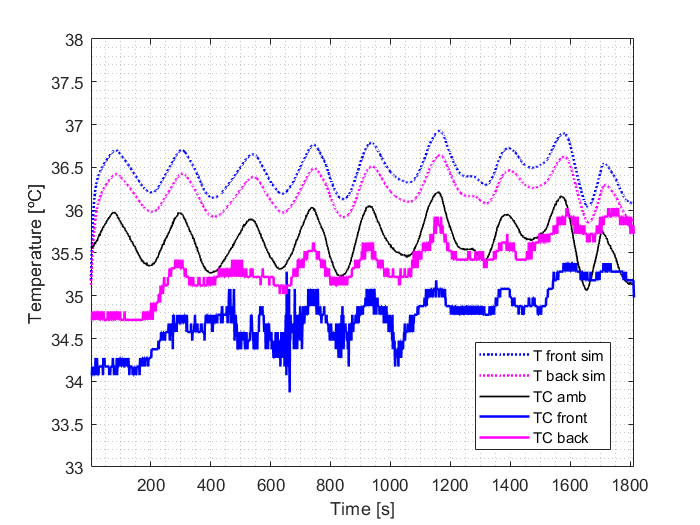 38
37.5
37
36.5
36
35.5
35
34.5
34
33.5
33
Temperature [ºC]
200 400 600 800 1000 1200 1400 1600 1800
Time [s]
T front sim
T back sim
TC amb
TC front
TC back